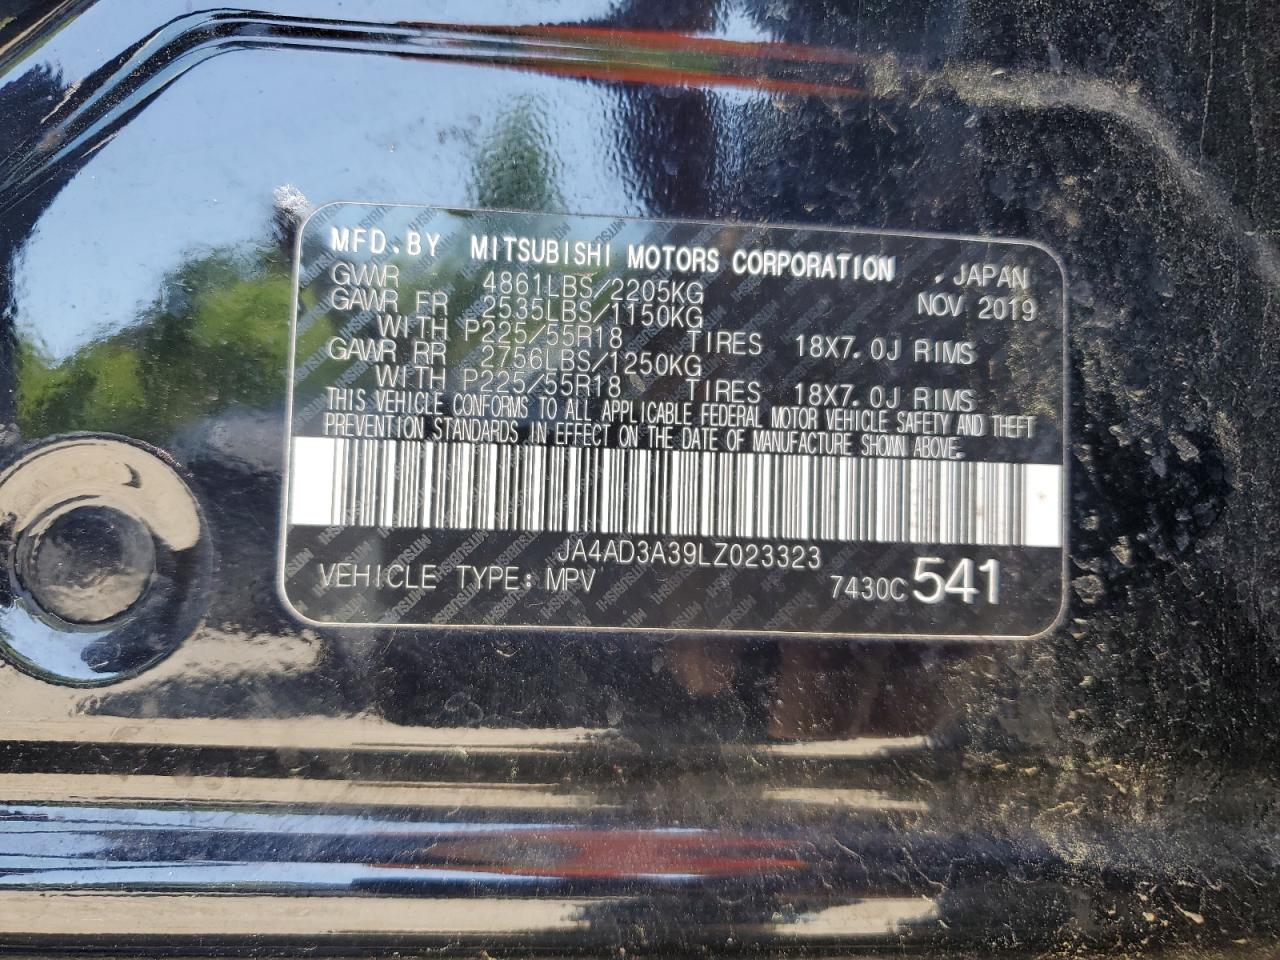 MFD.BY MITSUBISHI MOTORS CORPORATION , JAPAN
GVWR 4861LBS/2205KG NOV 2019
GAWR FR 2535LBS/1150KG
WITH P225/55R18 TIRES 18X7.0J RIMS
GAWR RR 2756LBS/1250KG
WITH P225/55R18 TIRES 18X7.0J RIMS
THIS VEHICLE CONFORMS TO ALL APPLICABLE FEDERAL MOTOR VEHICLE SAFETY AND THEFT
PREVENTION STANDARDS IN EFFECT ON THE DATE OF MANUFACTURE SHOWN ABOVE.
JA4AD3A39LZ023323
VEHICLE TYPE: MPV 7430C 541